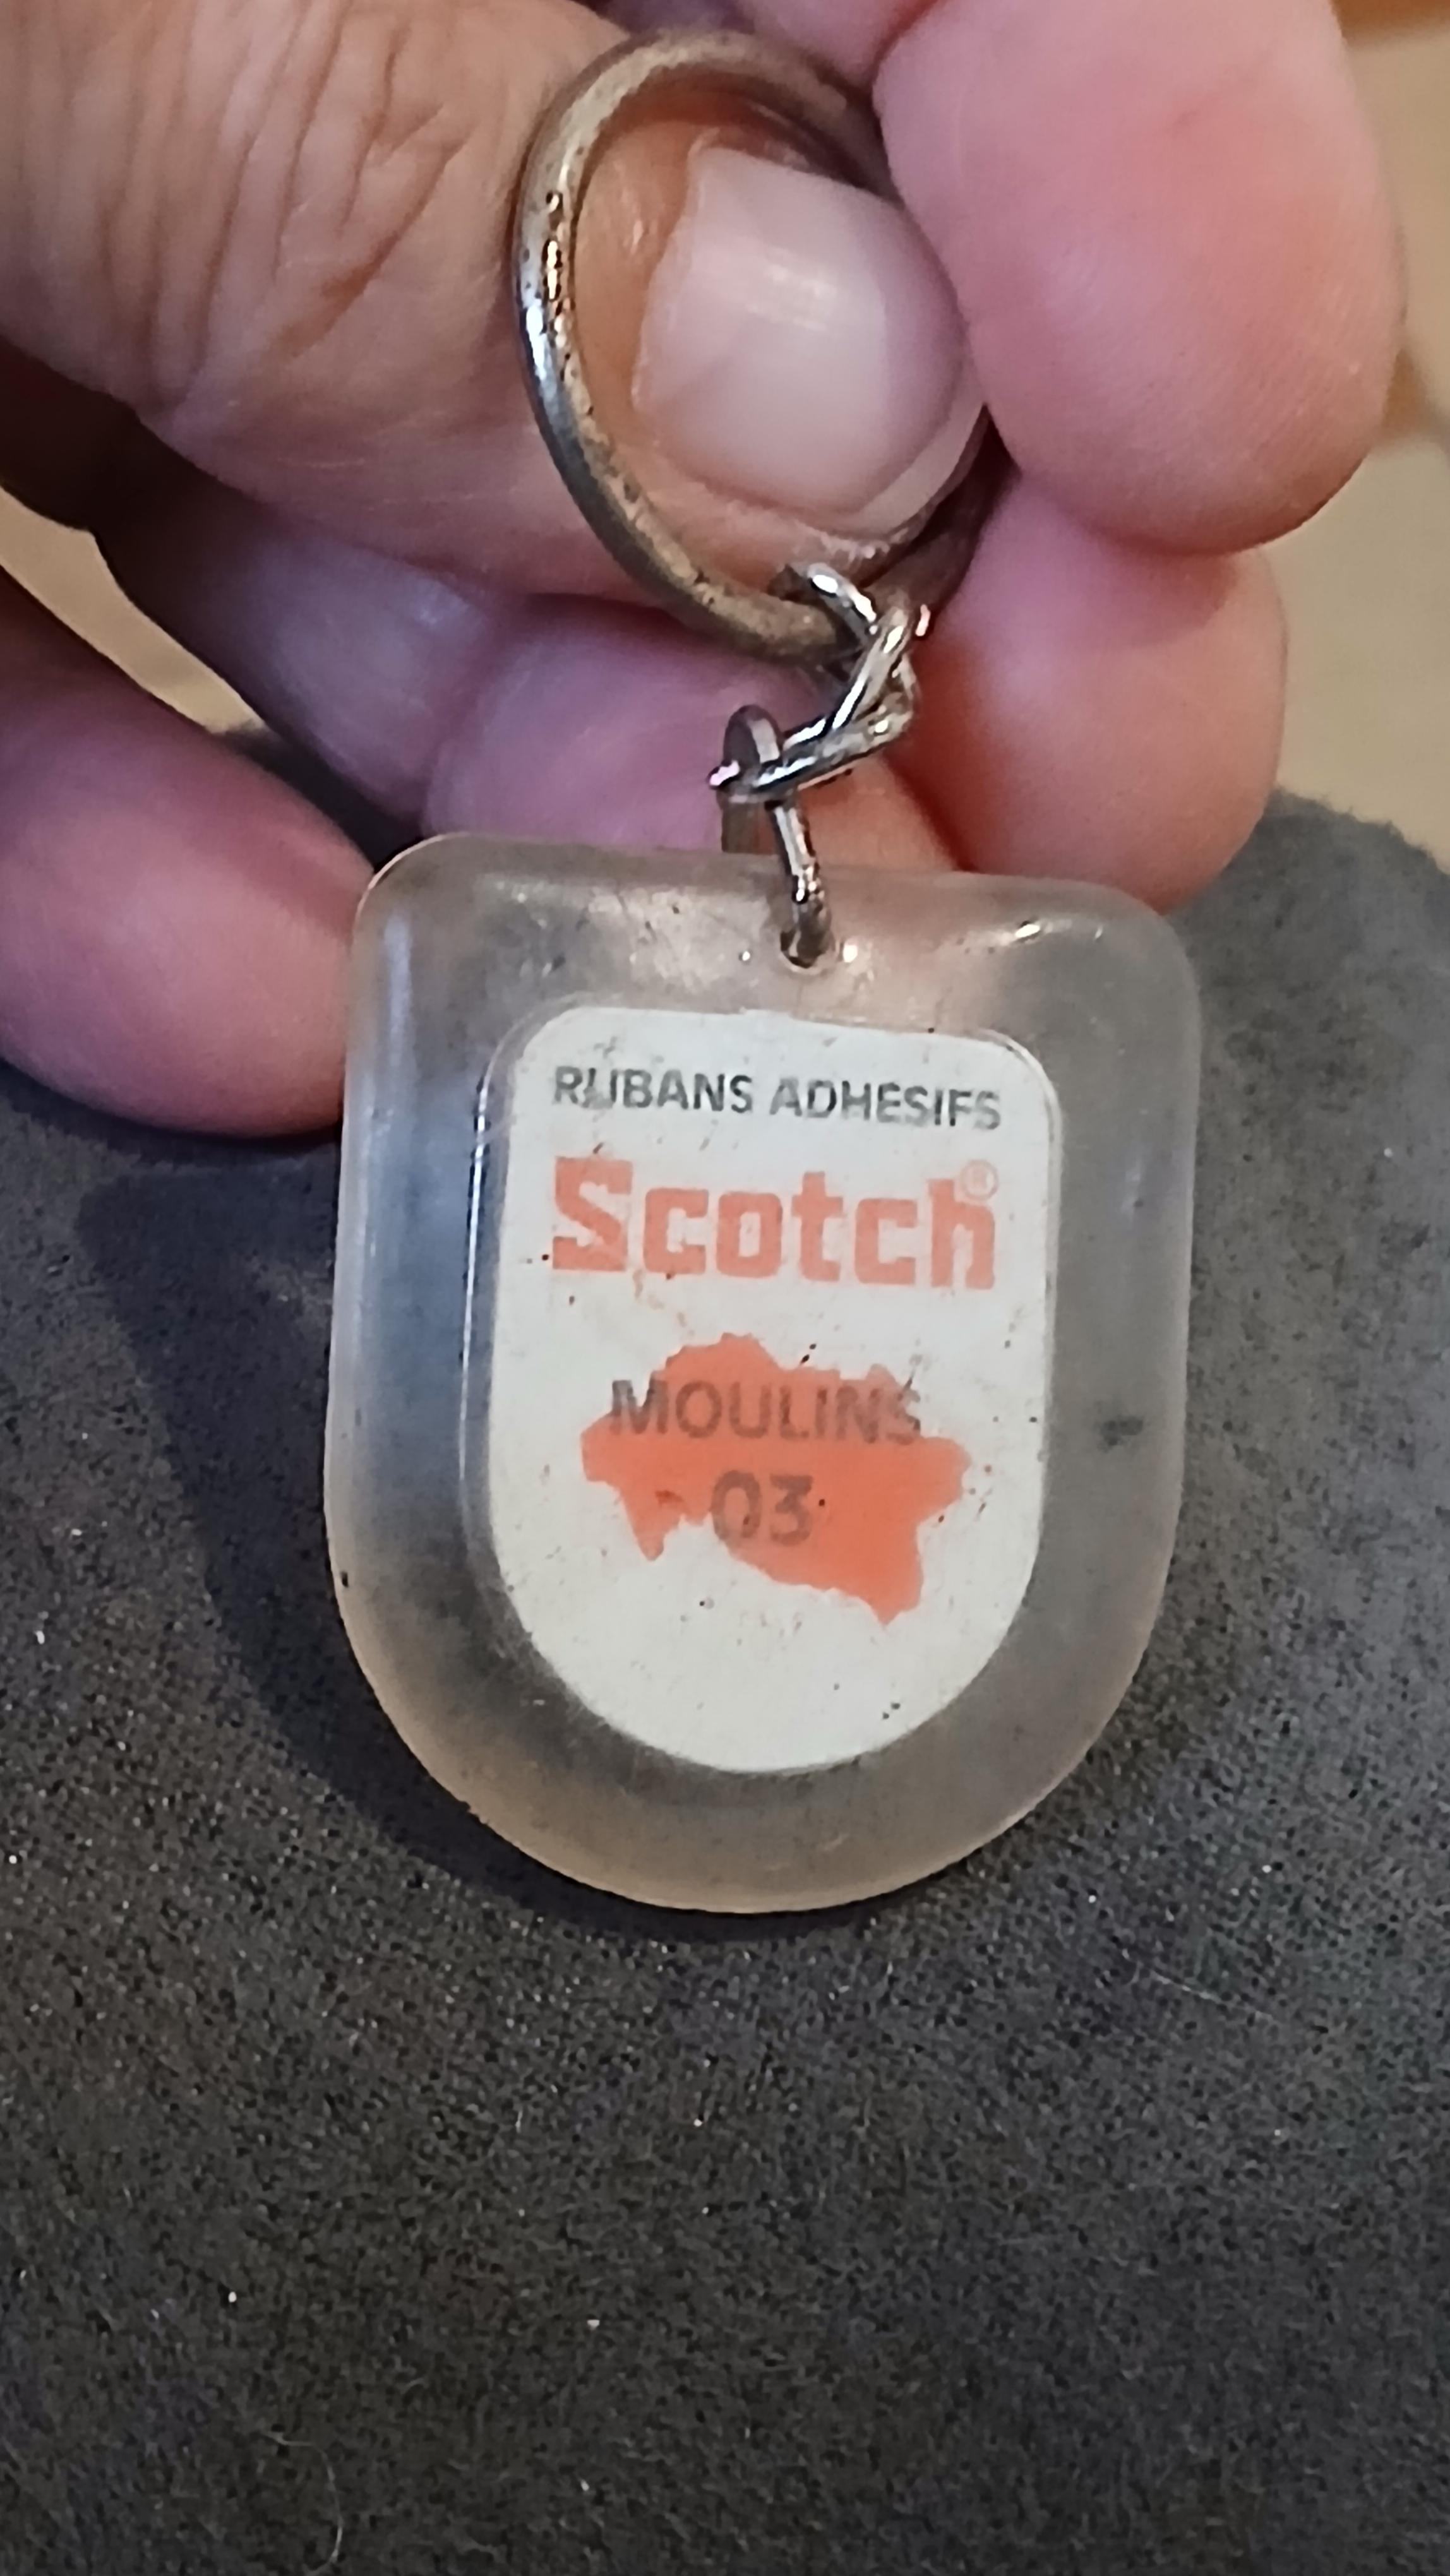 RUBANS ADHESIFS
Scotch®
MOULINS
03